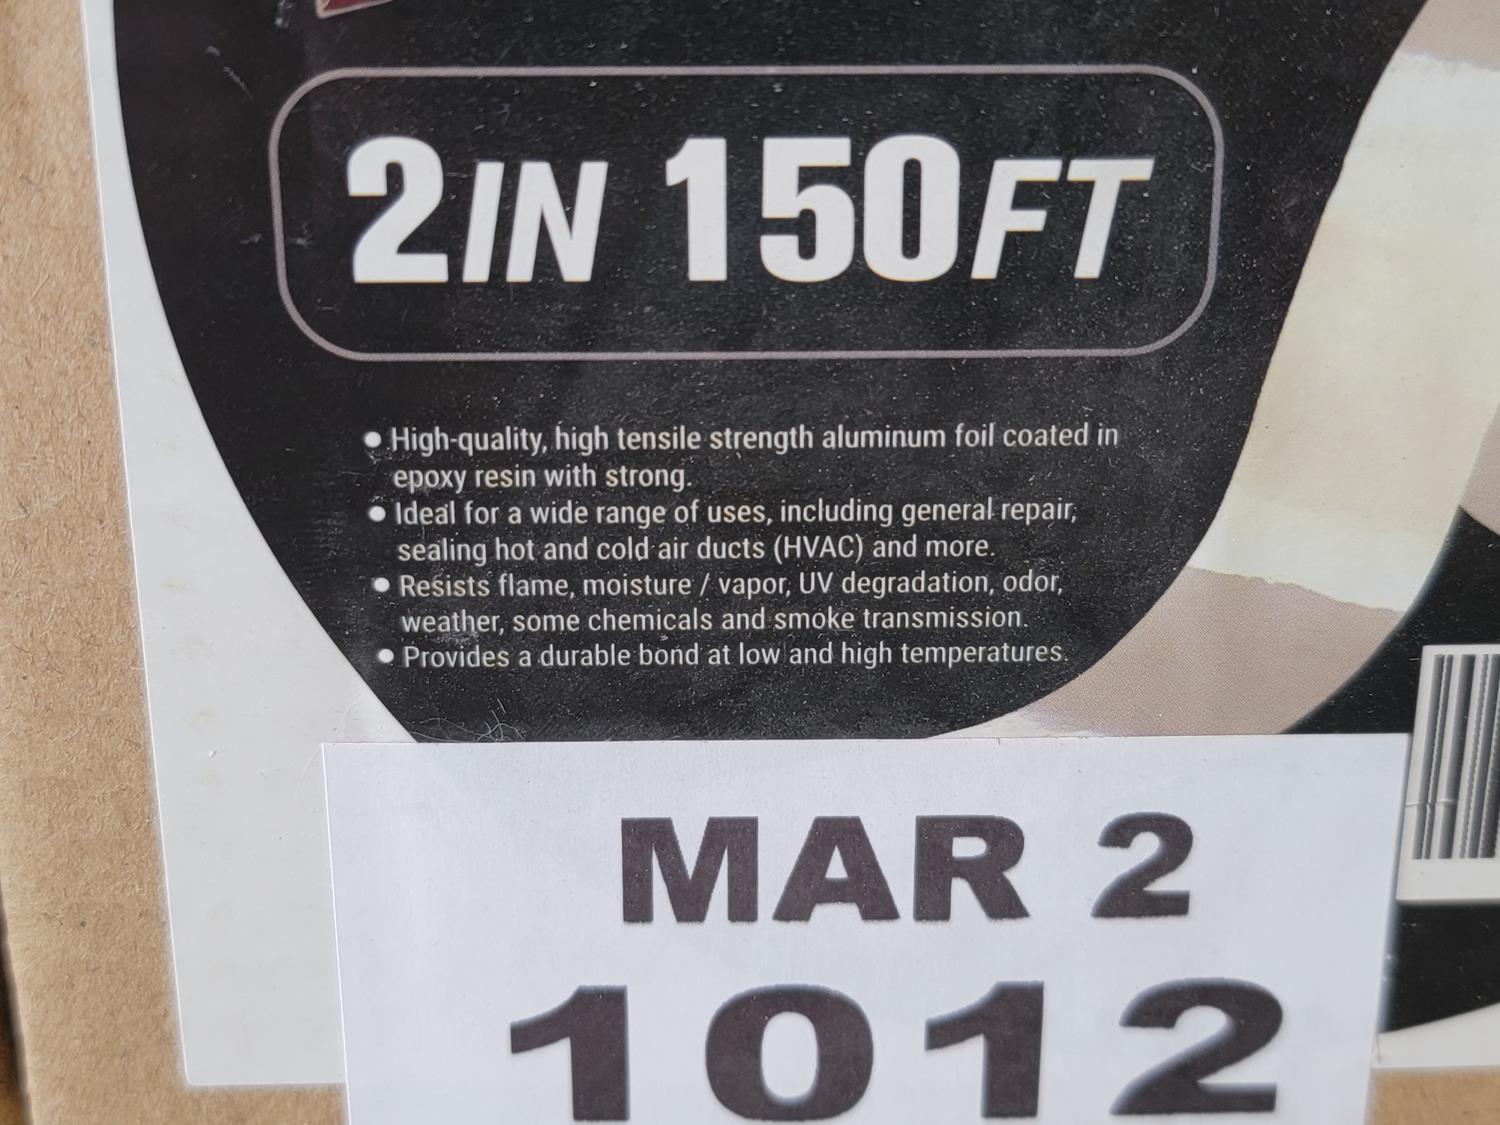 2IN 150FT
● High-quality, high tensile strength aluminum foil coated in
epoxy resin with strong.
● Ideal for a wide range of uses, including general repair,
sealing hot and cold air ducts (HVAC) and more.
● Resists flame, moisture / vapor, UV degradation, odor,
weather, some chemicals and smoke transmission.
● Provides a durable bond at low and high temperatures.
MAR 2
1012